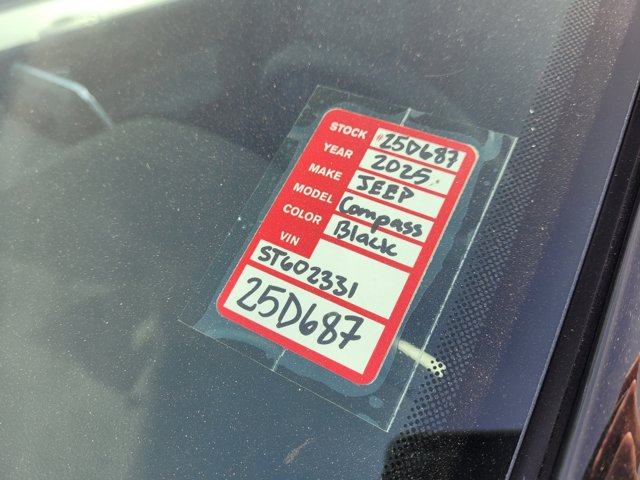 STOCK #25D687
YEAR 2025
MAKE JEEP
MODEL Compass
COLOR Black
VIN
ST602331
25D687